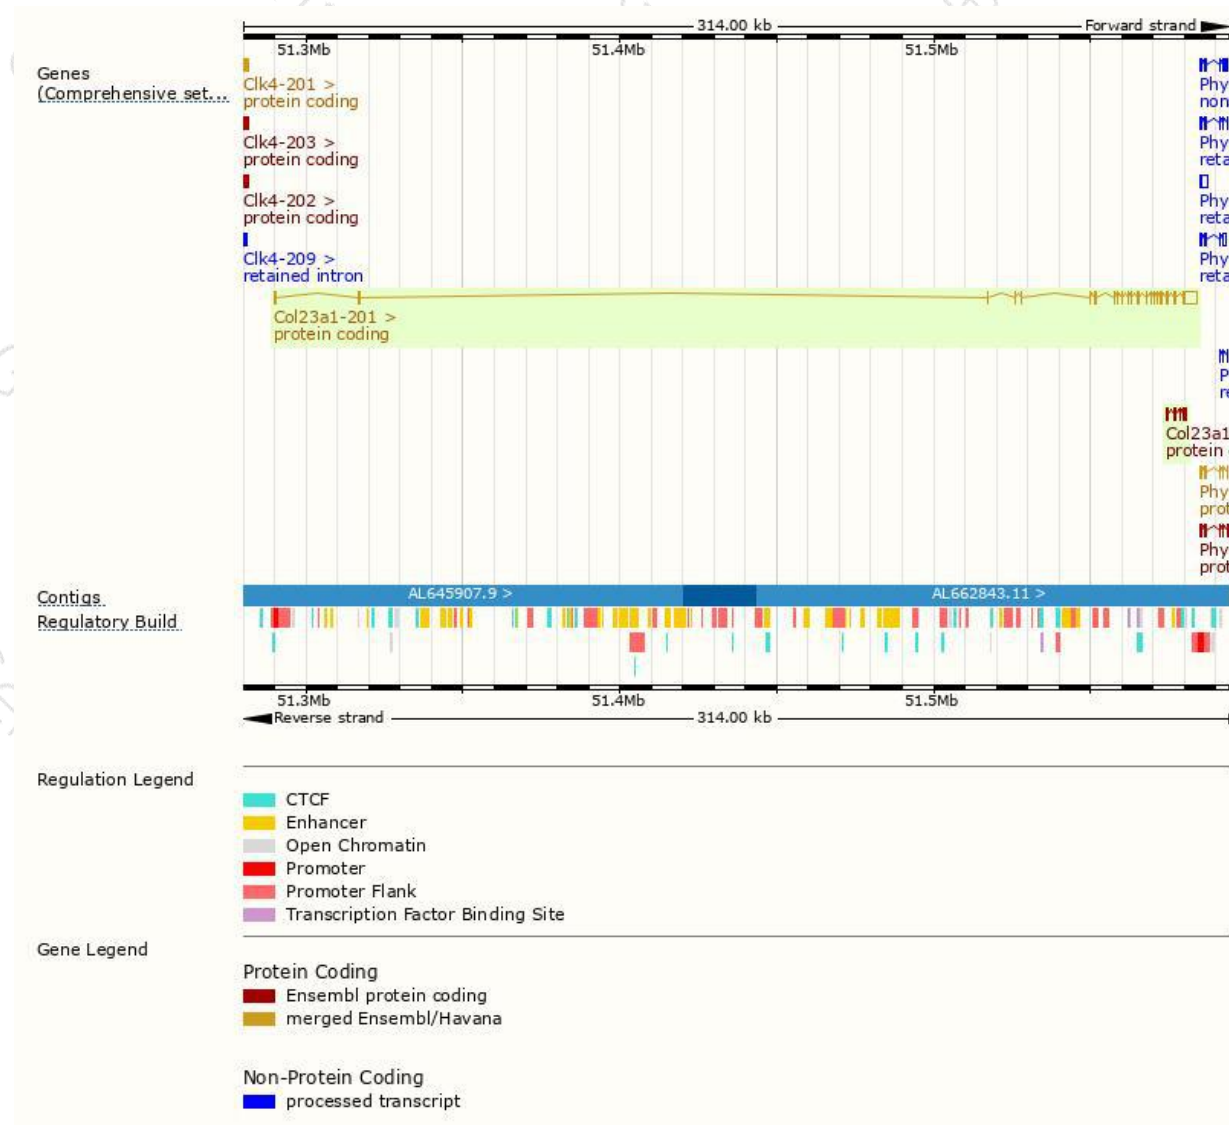 314.00 kb Forward strand
51.3Mb 51.4Mb 51.5Mb
Genes
(Comprehensive set...
Clk4-201 >
protein coding
Clk4-203 >
protein coding
Clk4-202 >
protein coding
Clk4-209 >
retained intron
Phy
non
Phy
reta
Phy
reta
Phy
reta
Col23a1-201 >
protein coding
P
re
Col23a1
protein
Phy
prot
Phy
prot
Contigs AL645907.9 > AL662843.11 >
Regulatory Build
51.3Mb 51.4Mb 51.5Mb
Reverse strand 314.00 kb
Regulation Legend
CTCF
Enhancer
Open Chromatin
Promoter
Promoter Flank
Transcription Factor Binding Site
Gene Legend
Protein Coding
Ensembl protein coding
merged Ensembl/Havana
Non-Protein Coding
processed transcript